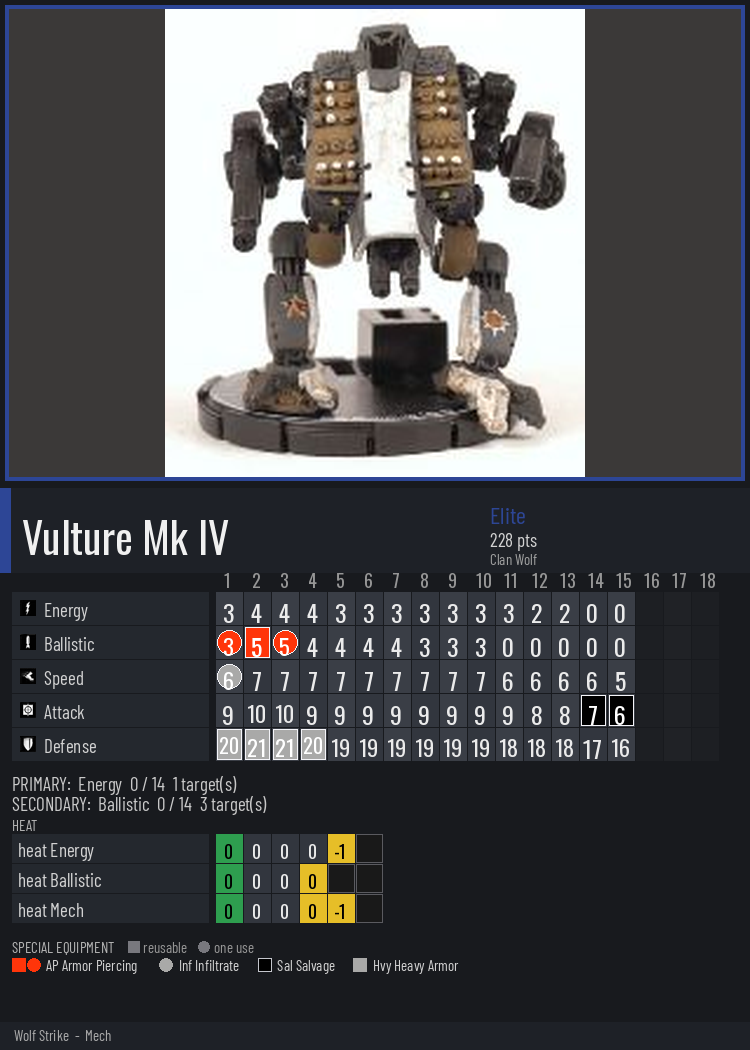 Vulture Mk IV
Elite
228 pts
Clan Wolf
1 2 3 4 5 6 7 8 9 10 11 12 13 14 15 16 17 18
Energy 3 4 4 4 3 3 3 3 3 3 3 2 2 0 0
Ballistic 3 5 5 4 4 4 4 3 3 3 0 0 0 0 0
Speed 6 7 7 7 7 7 7 7 7 7 6 6 6 6 5
Attack 9 10 10 9 9 9 9 9 9 9 9 8 8 7 6
Defense 20 21 21 20 19 19 19 19 19 19 18 18 18 17 16
PRIMARY: Energy 0 / 14 1 target(s)
SECONDARY: Ballistic 0 / 14 3 target(s)
HEAT
heat Energy 0 0 0 0 -1
heat Ballistic 0 0 0 0
heat Mech 0 0 0 0 -1
SPECIAL EQUIPMENT reusable one use
AP Armor Piercing Inf Infiltrate Sal Salvage Hvy Heavy Armor
Wolf Strike - Mech